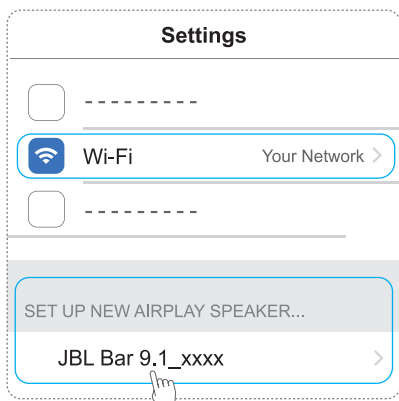 Settings
---------
Wi-Fi Your Network >
---------
SET UP NEW AIRPLAY SPEAKER...
JBL Bar 9.1_xxxx >